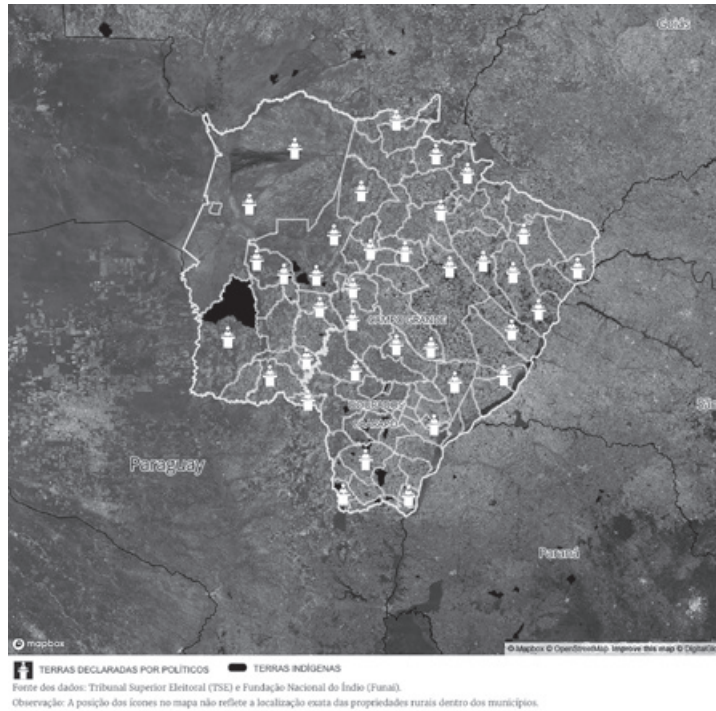 Goiás
CAMPO GRANDE
Paraguay
Paraná
mapbox
© Mapbox © OpenStreetMap Improve this map © DigitalGl
TERRAS DECLARADAS POR POLÍTICOS
TERRAS INDÍGENAS
Fonte dos dados: Tribunal Superior Eleitoral (TSE) e Fundação Nacional do Índio (Funai).
Observação: A posição dos ícones no mapa não reflete a localização exata das propriedades rurais dentro dos municípios.